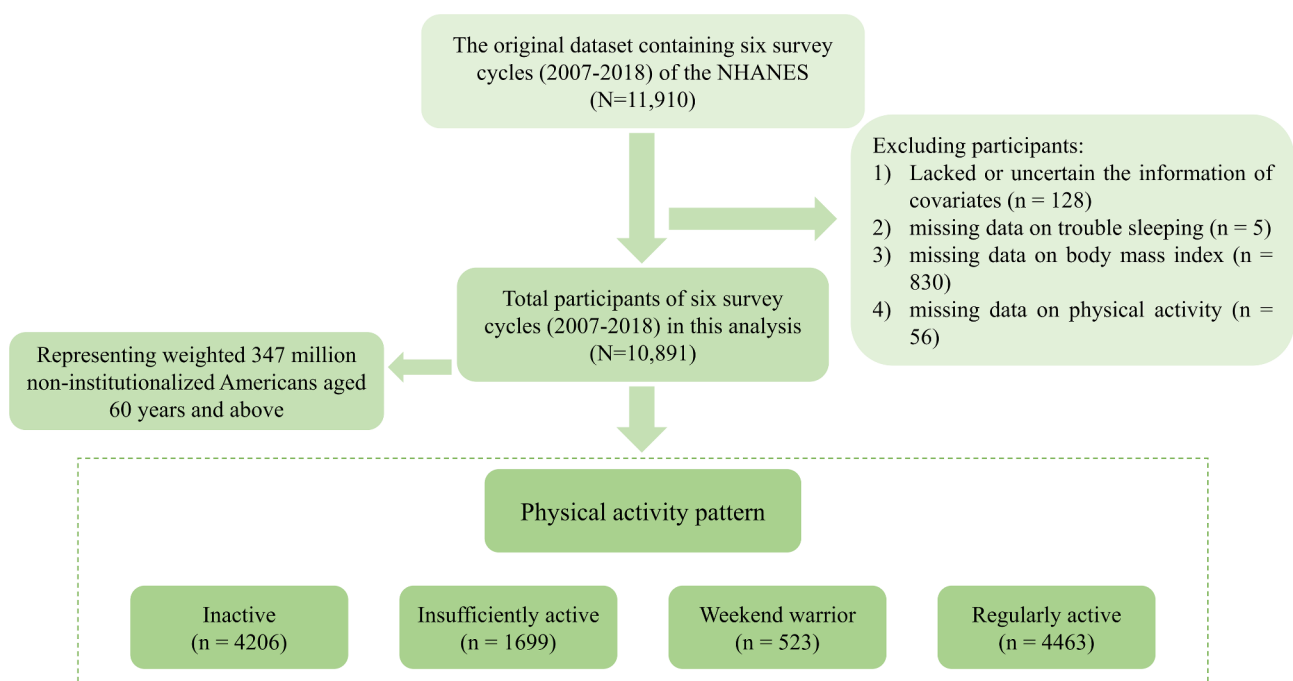 The original dataset containing six survey
cycles (2007-2018) of the NHANES
(N=11,910)
Excluding participants:
1) Lacked or uncertain the information of
covariates (n = 128)
2) missing data on trouble sleeping (n = 5)
3) missing data on body mass index (n =
830)
4) missing data on physical activity (n =
56)
Total participants of six survey
cycles (2007-2018) in this analysis
(N=10,891)
Representing weighted 347 million
non-institutionalized Americans aged
60 years and above
Physical activity pattern
Inactive
(n = 4206)
Insufficiently active
(n = 1699)
Weekend warrior
(n = 523)
Regularly active
(n = 4463)